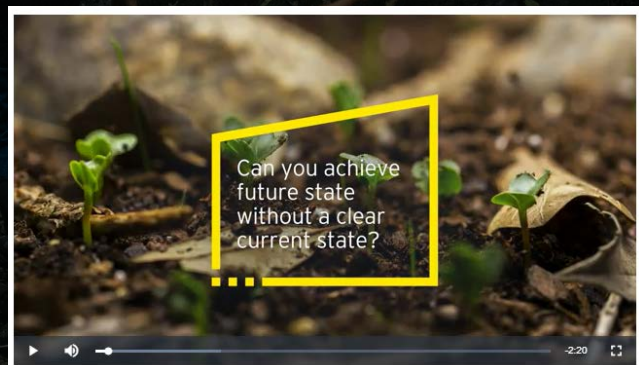 Can you achieve
future state
without a clear
current state?
-2:20